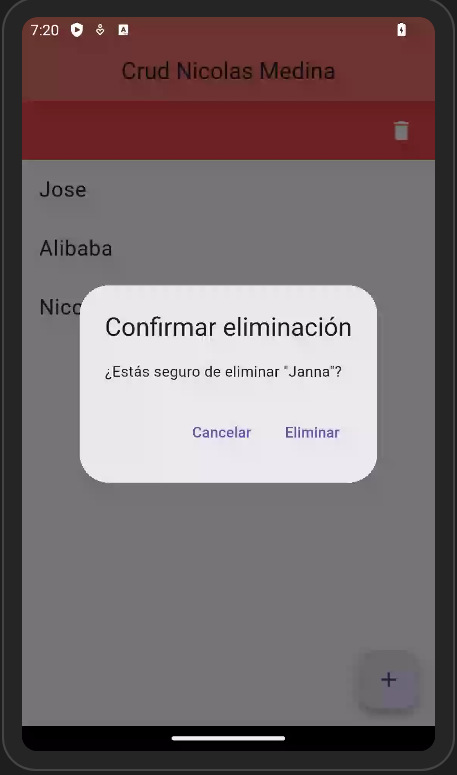 7:20
Crud Nicolas Medina
Jose
Alibaba
Nico
Confirmar eliminación
¿Estás seguro de eliminar "Janna"?
Cancelar Eliminar